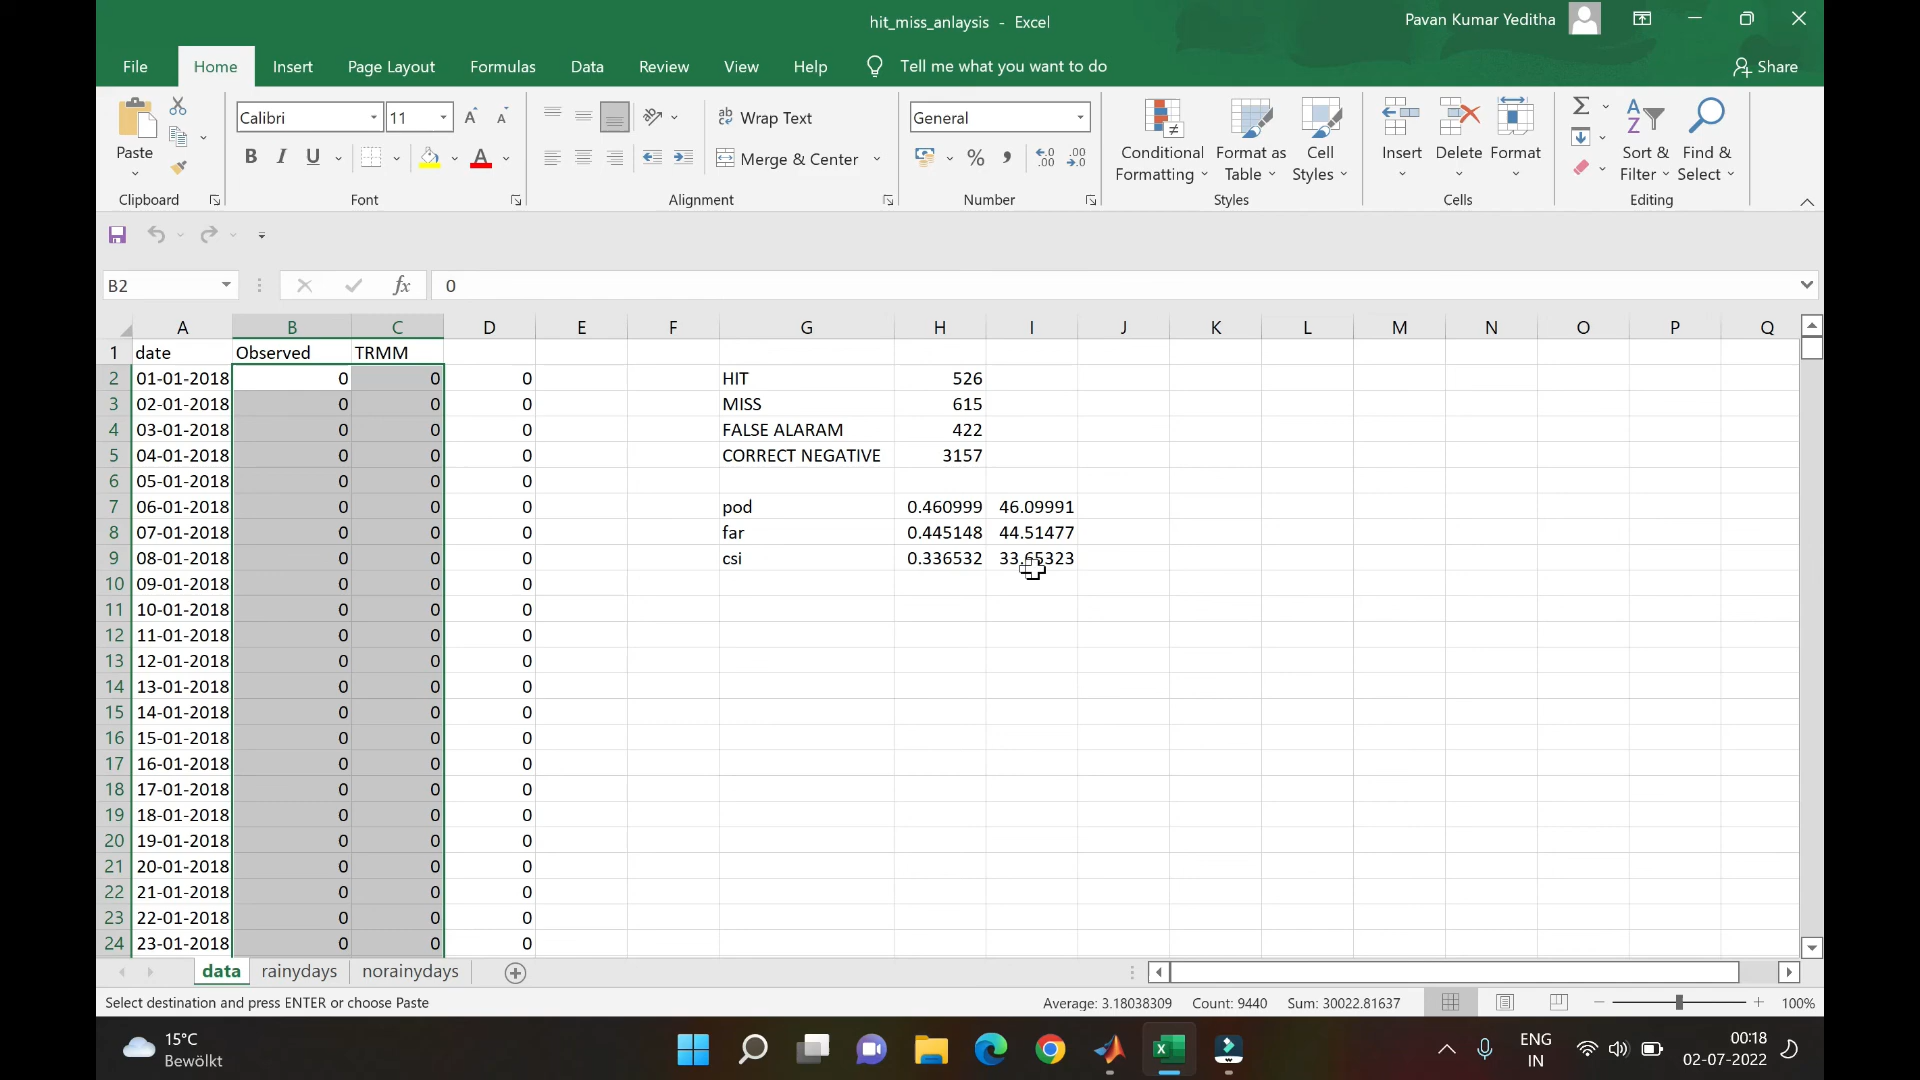 hit_miss_anlaysis - Excel
Pavan Kumar Yeditha
File Home Insert Page Layout Formulas Data Review View Help Tell me what you want to do Share
Paste
Clipboard
Calibri 11
B I U A
Font
Wrap Text
Merge & Center
Alignment
General
Number
Conditional Formatting
Format as Table
Cell Styles
Styles
Insert Delete Format
Cells
Sort & Filter
Find & Select
Editing
B2 fx 0
A B C D E F G H I J K L M N O P Q
1 date Observed TRMM
2 01-01-2018 0 0 0 HIT 526
3 02-01-2018 0 0 0 MISS 615
4 03-01-2018 0 0 0 FALSE ALARAM 422
5 04-01-2018 0 0 0 CORRECT NEGATIVE 3157
6 05-01-2018 0 0 0
7 06-01-2018 0 0 0 pod 0.460999 46.09991
8 07-01-2018 0 0 0 far 0.445148 44.51477
9 08-01-2018 0 0 0 csi 0.336532 33.65323
10 09-01-2018 0 0 0
11 10-01-2018 0 0 0
12 11-01-2018 0 0 0
13 12-01-2018 0 0 0
14 13-01-2018 0 0 0
15 14-01-2018 0 0 0
16 15-01-2018 0 0 0
17 16-01-2018 0 0 0
18 17-01-2018 0 0 0
19 18-01-2018 0 0 0
20 19-01-2018 0 0 0
21 20-01-2018 0 0 0
22 21-01-2018 0 0 0
23 22-01-2018 0 0 0
24 23-01-2018 0 0 0
data rainydays norainydays
Select destination and press ENTER or choose Paste Average: 3.18038309 Count: 9440 Sum: 30022.81637 100%
15°C
Bewölkt
ENG
IN
00:18
02-07-2022